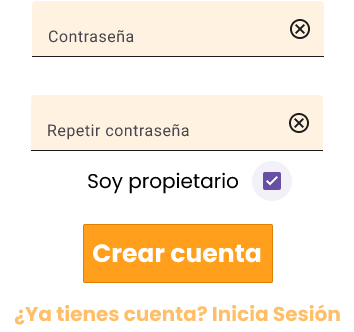 Contraseña
Repetir contraseña
Soy propietario
Crear cuenta
¿Ya tienes cuenta? Inicia Sesión